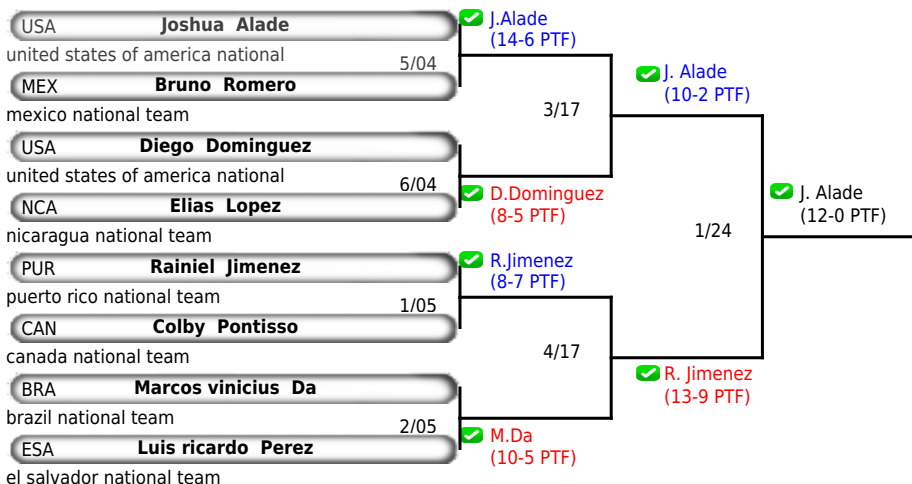 USA Joshua Alade
united states of america national
5/04
MEX Bruno Romero
mexico national team
USA Diego Dominguez
united states of america national
6/04
NCA Elias Lopez
nicaragua national team
PUR Rainiel Jimenez
puerto rico national team
1/05
CAN Colby Pontisso
canada national team
BRA Marcos vinicius Da
brazil national team
2/05
ESA Luis ricardo Perez
el salvador national team
J.Alade
(14-6 PTF)
3/17
D.Dominguez
(8-5 PTF)
R.Jimenez
(8-7 PTF)
4/17
M.Da
(10-5 PTF)
J. Alade
(10-2 PTF)
1/24
R. Jimenez
(13-9 PTF)
J. Alade
(12-0 PTF)